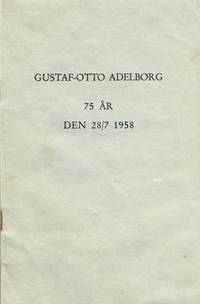 GUSTAF-OTTO ADELBORG
75 ÅR
DEN 28/7 1958